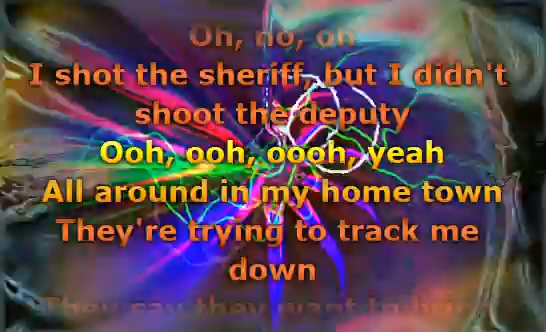 Oh, no, oh
I shot the sheriff, but I didn't
shoot the deputy
Ooh, ooh, oooh, yeah
All around in my home town
They're trying to track me
down
They say they want to bring